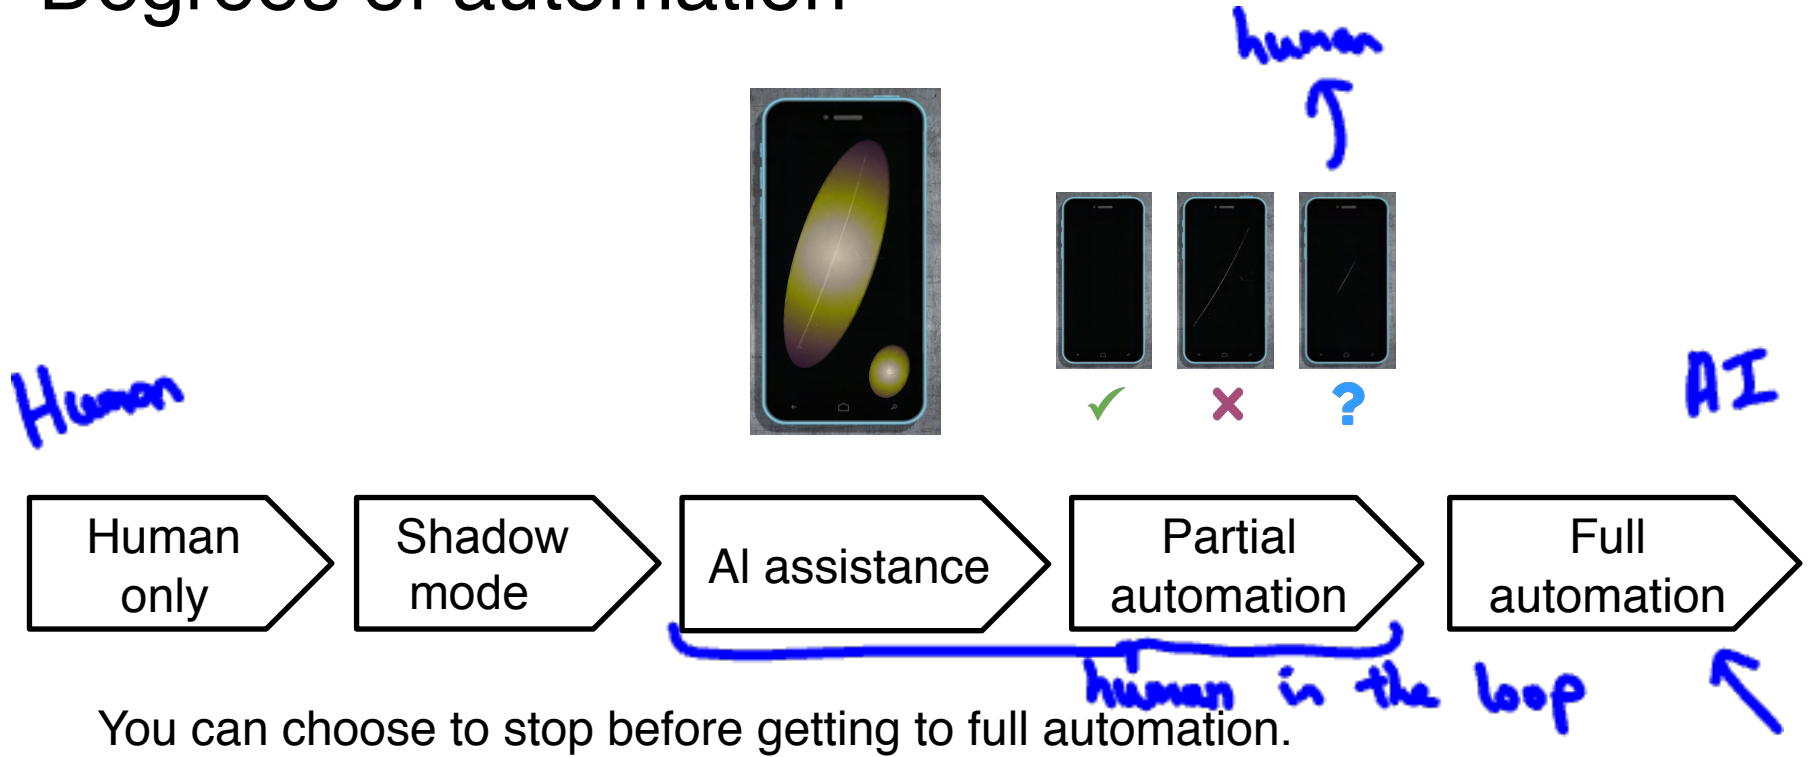 Degrees of automation
human
Human
AI
Human only
Shadow mode
AI assistance
Partial automation
Full automation
human in the loop
You can choose to stop before getting to full automation.